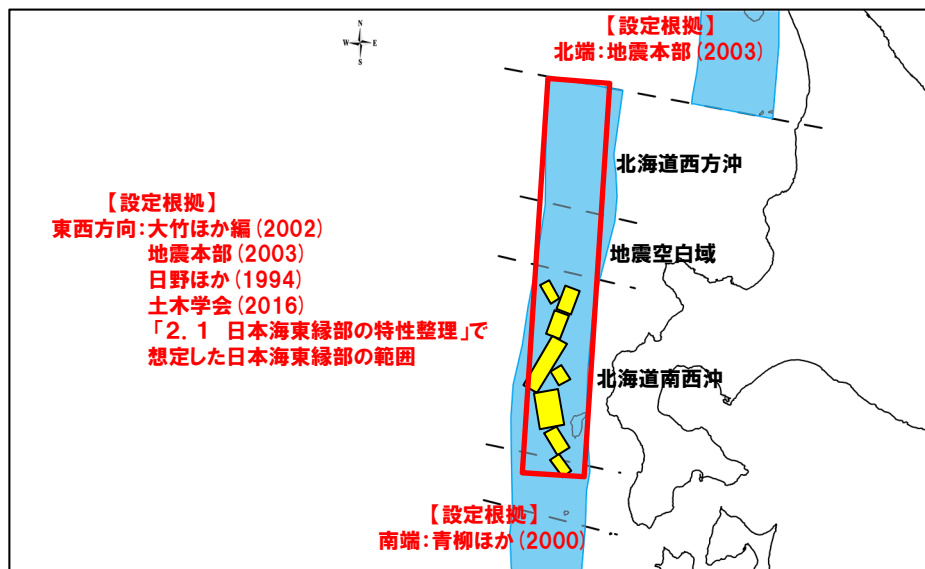 【設定根拠】
北端：地震本部(2003)
N
W E
S
北海道西方沖
【設定根拠】
東西方向：大竹ほか編(2002)
地震本部(2003)
日野ほか(1994)
土木学会(2016)
「２．１　日本海東縁部の特性整理」で
想定した日本海東縁部の範囲
地震空白域
北海道南西沖
【設定根拠】
南端：青柳ほか(2000)